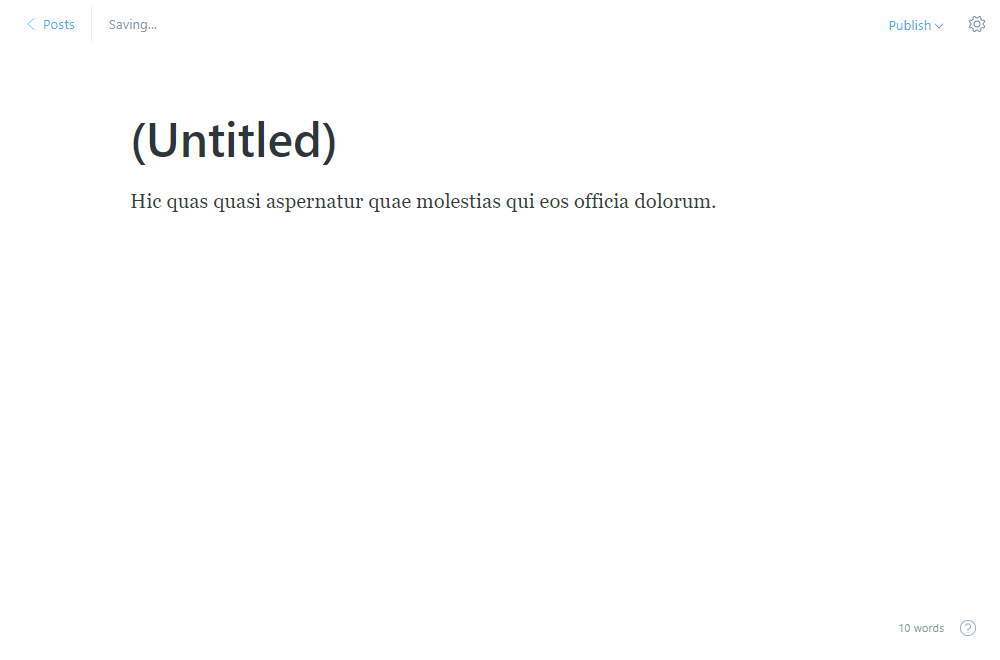 Posts
Saving...
Publish
(Untitled)
Hic quas quasi aspernatur quae molestias qui eos officia dolorum.
10 words
?